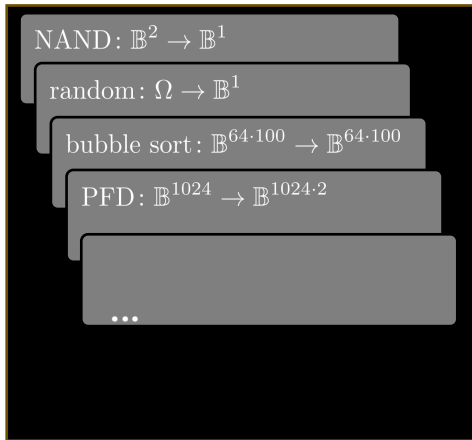 NAND: 𝔹² → 𝔹¹
random: Ω → 𝔹¹
bubble sort: 𝔹⁶⁴·¹⁰⁰ → 𝔹⁶⁴·¹⁰⁰
PFD: 𝔹¹⁰²⁴ → 𝔹¹⁰²⁴·²
...